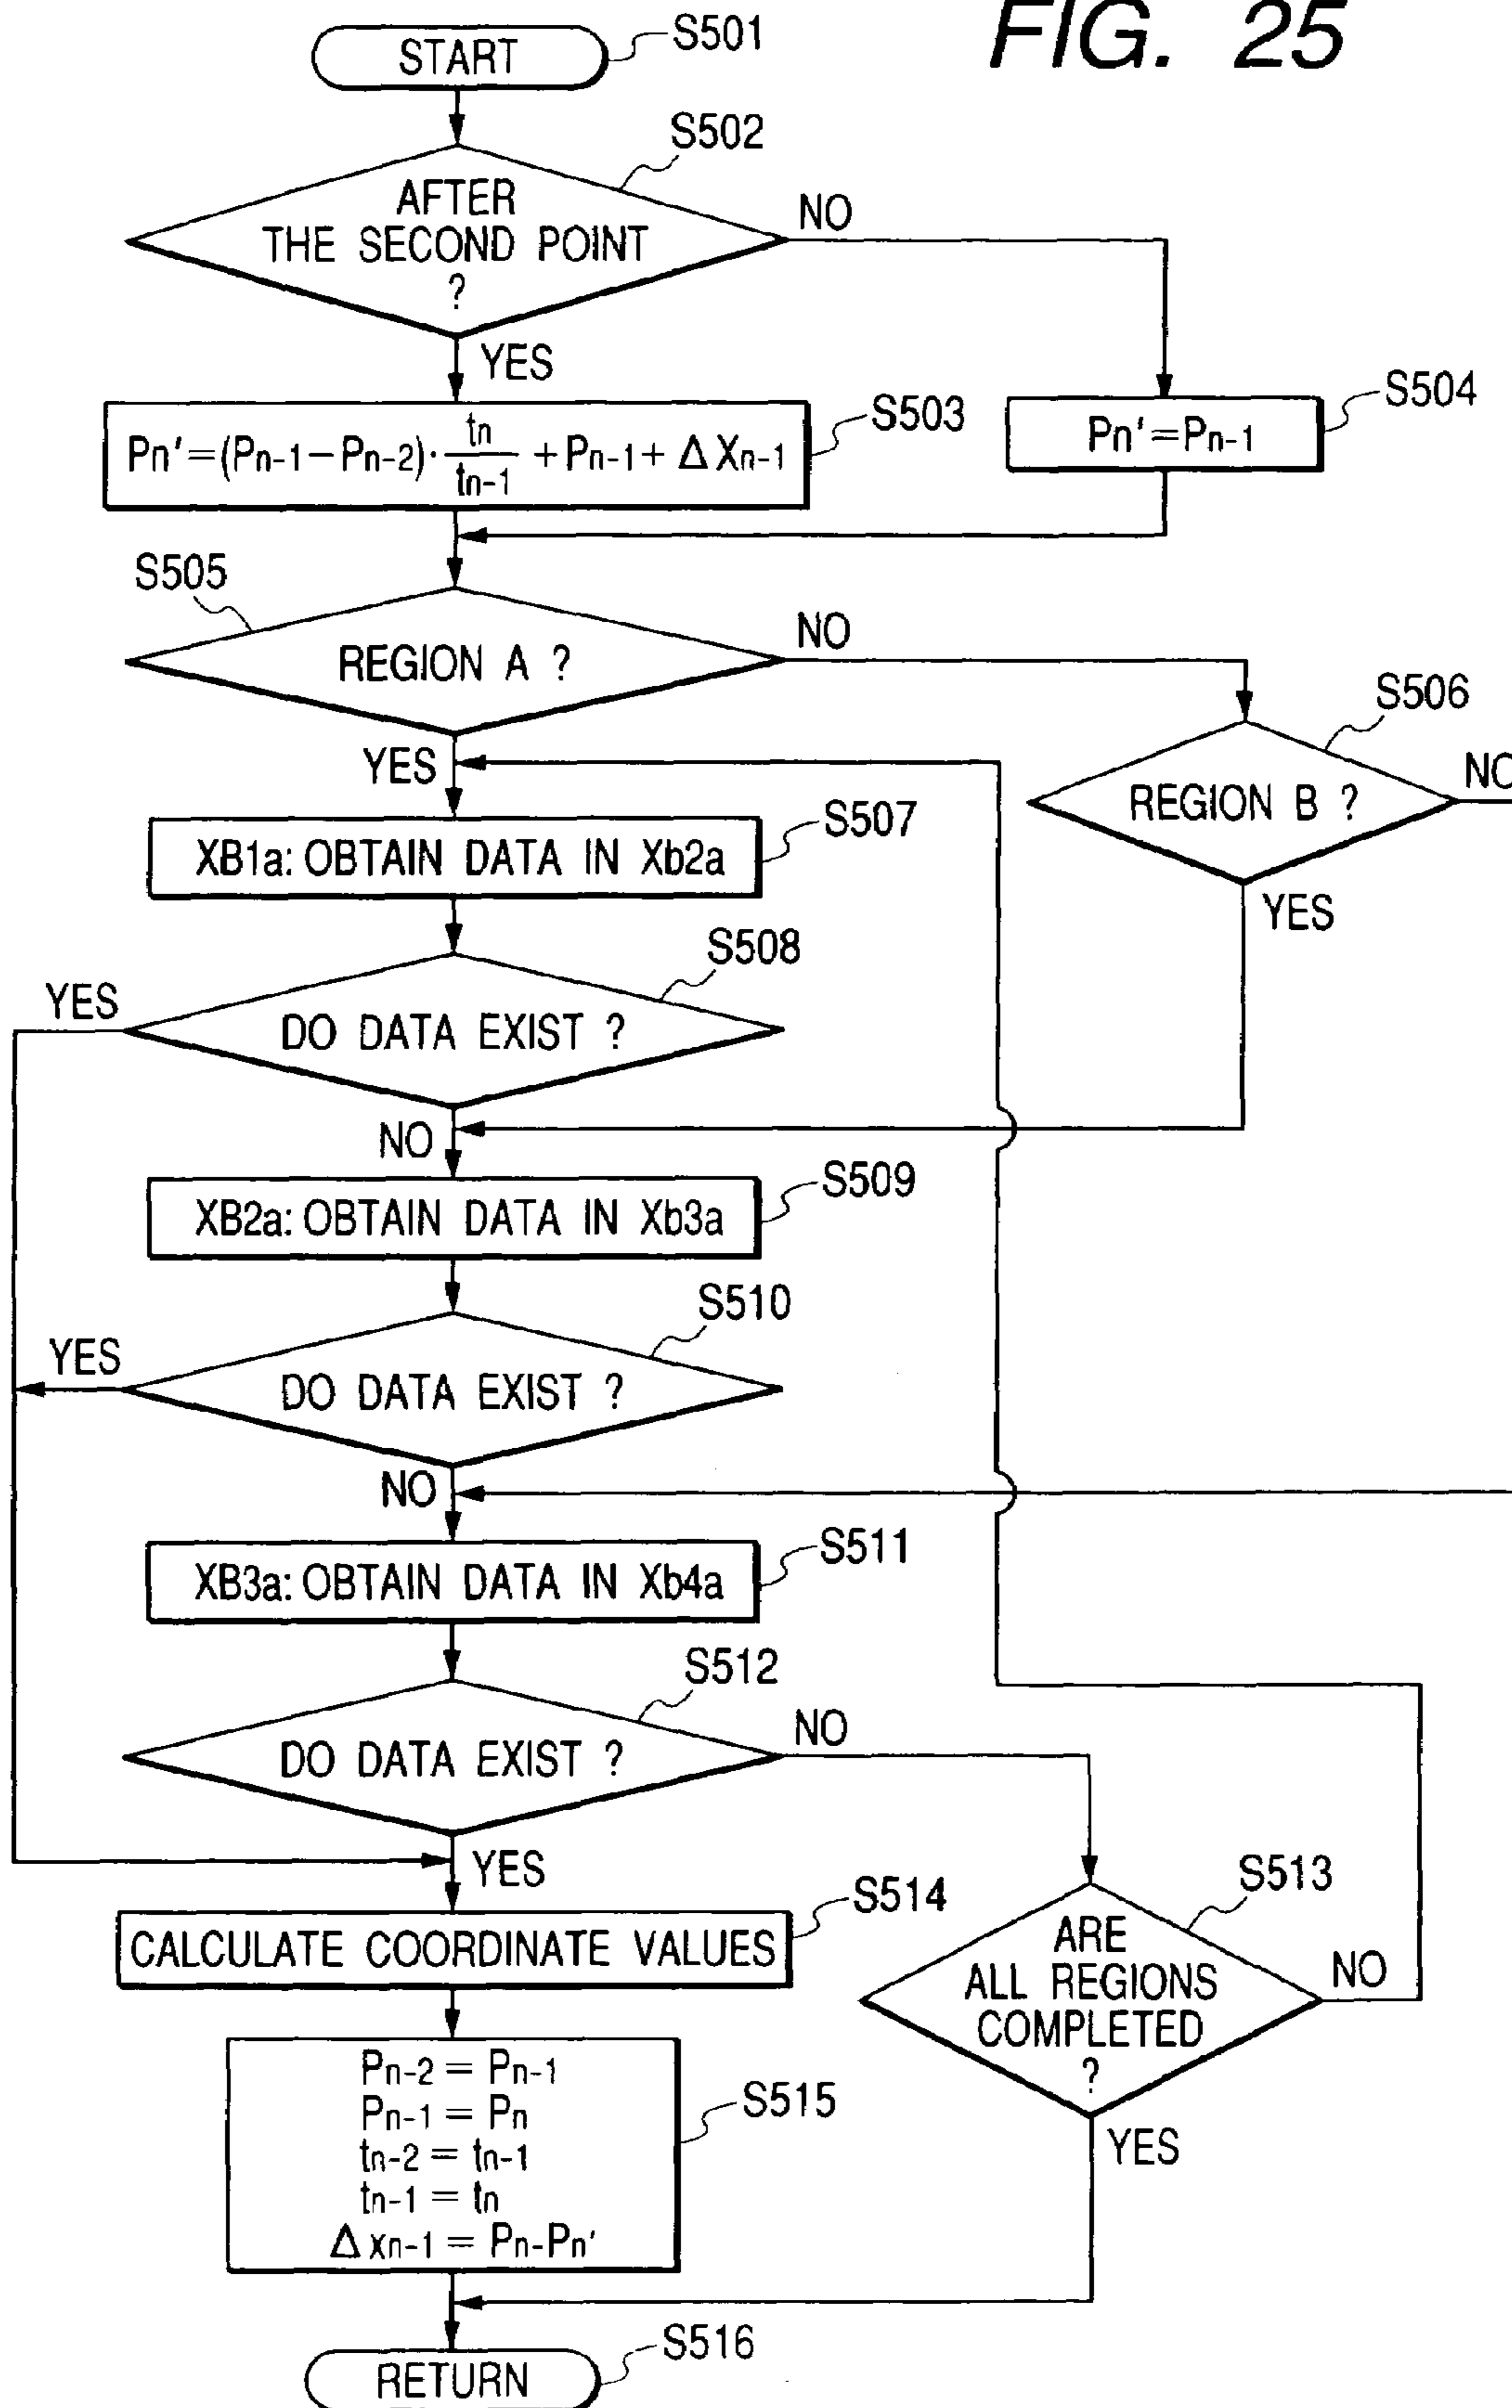 FIG. 25
START
S501
S502
AFTER
THE SECOND POINT
?
NO
YES
Pn'=(Pn-1−Pn-2)·tn/tn-1+Pn-1+ΔXn-1
S503
Pn'=Pn-1
S504
S505
REGION A ?
NO
YES
S506
REGION B ?
NO
YES
XB1a: OBTAIN DATA IN Xb2a
S507
S508
DO DATA EXIST ?
YES
NO
XB2a: OBTAIN DATA IN Xb3a
S509
S510
DO DATA EXIST ?
YES
NO
XB3a: OBTAIN DATA IN Xb4a
S511
S512
DO DATA EXIST ?
NO
YES
S513
ARE
ALL REGIONS
COMPLETED
?
NO
YES
CALCULATE COORDINATE VALUES
S514
Pn-2 = Pn-1
Pn-1 = Pn
tn-2 = tn-1
tn-1 = tn
Δxn-1 = Pn-Pn'
S515
RETURN
S516